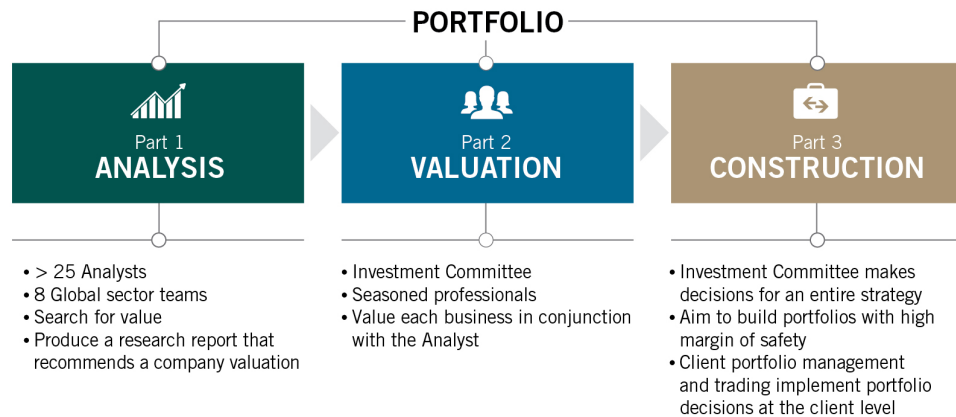 PORTFOLIO
Part 1
ANALYSIS
• > 25 Analysts
• 8 Global sector teams
• Search for value
• Produce a research report that
recommends a company valuation
Part 2
VALUATION
• Investment Committee
• Seasoned professionals
• Value each business in conjunction
with the Analyst
Part 3
CONSTRUCTION
• Investment Committee makes
decisions for an entire strategy
• Aim to build portfolios with high
margin of safety
• Client portfolio management
and trading implement portfolio
decisions at the client level